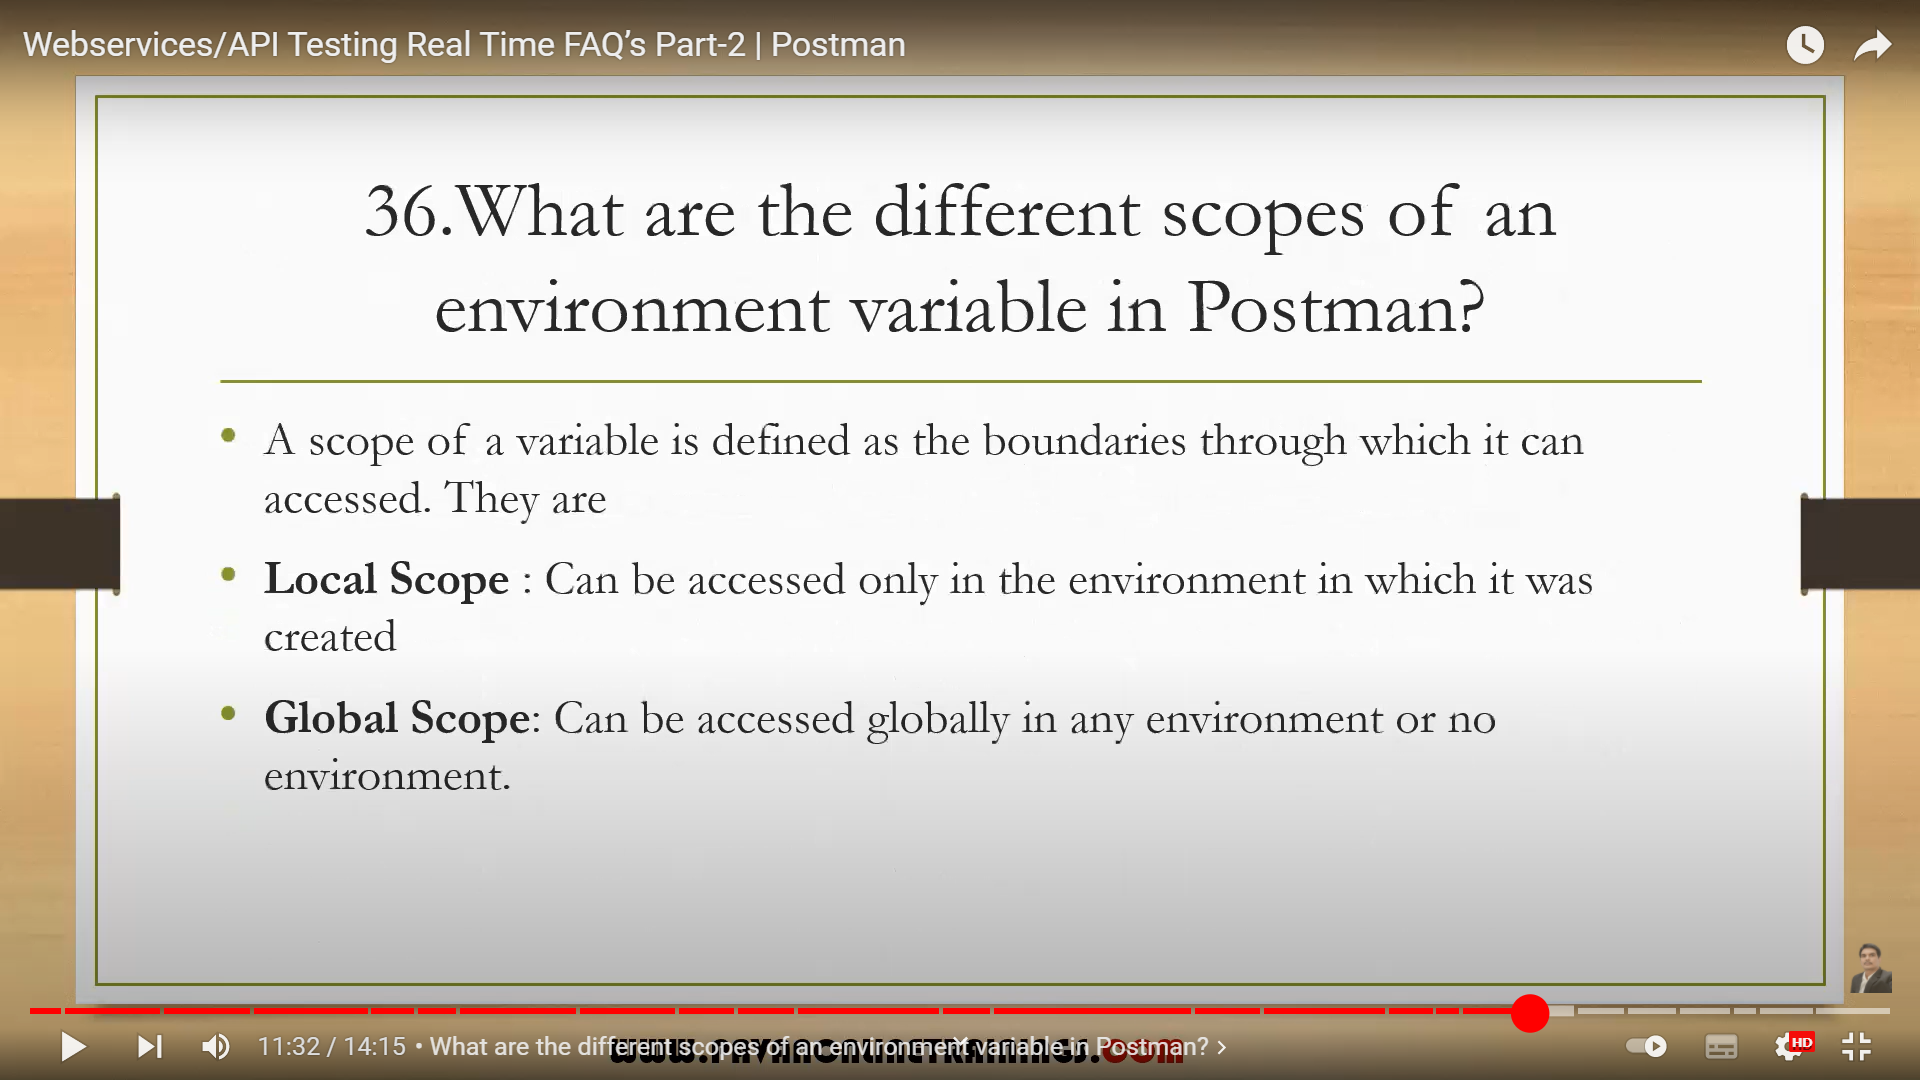 Webservices/API Testing Real Time FAQ’s Part-2 | Postman
36.What are the different scopes of an
environment variable in Postman?
• A scope of a variable is defined as the boundaries through which it can
accessed. They are
• Local Scope : Can be accessed only in the environment in which it was
created
• Global Scope: Can be accessed globally in any environment or no
environment.
11:32 / 14:15 • What are the different scopes of an environment variable in Postman? ›
HD